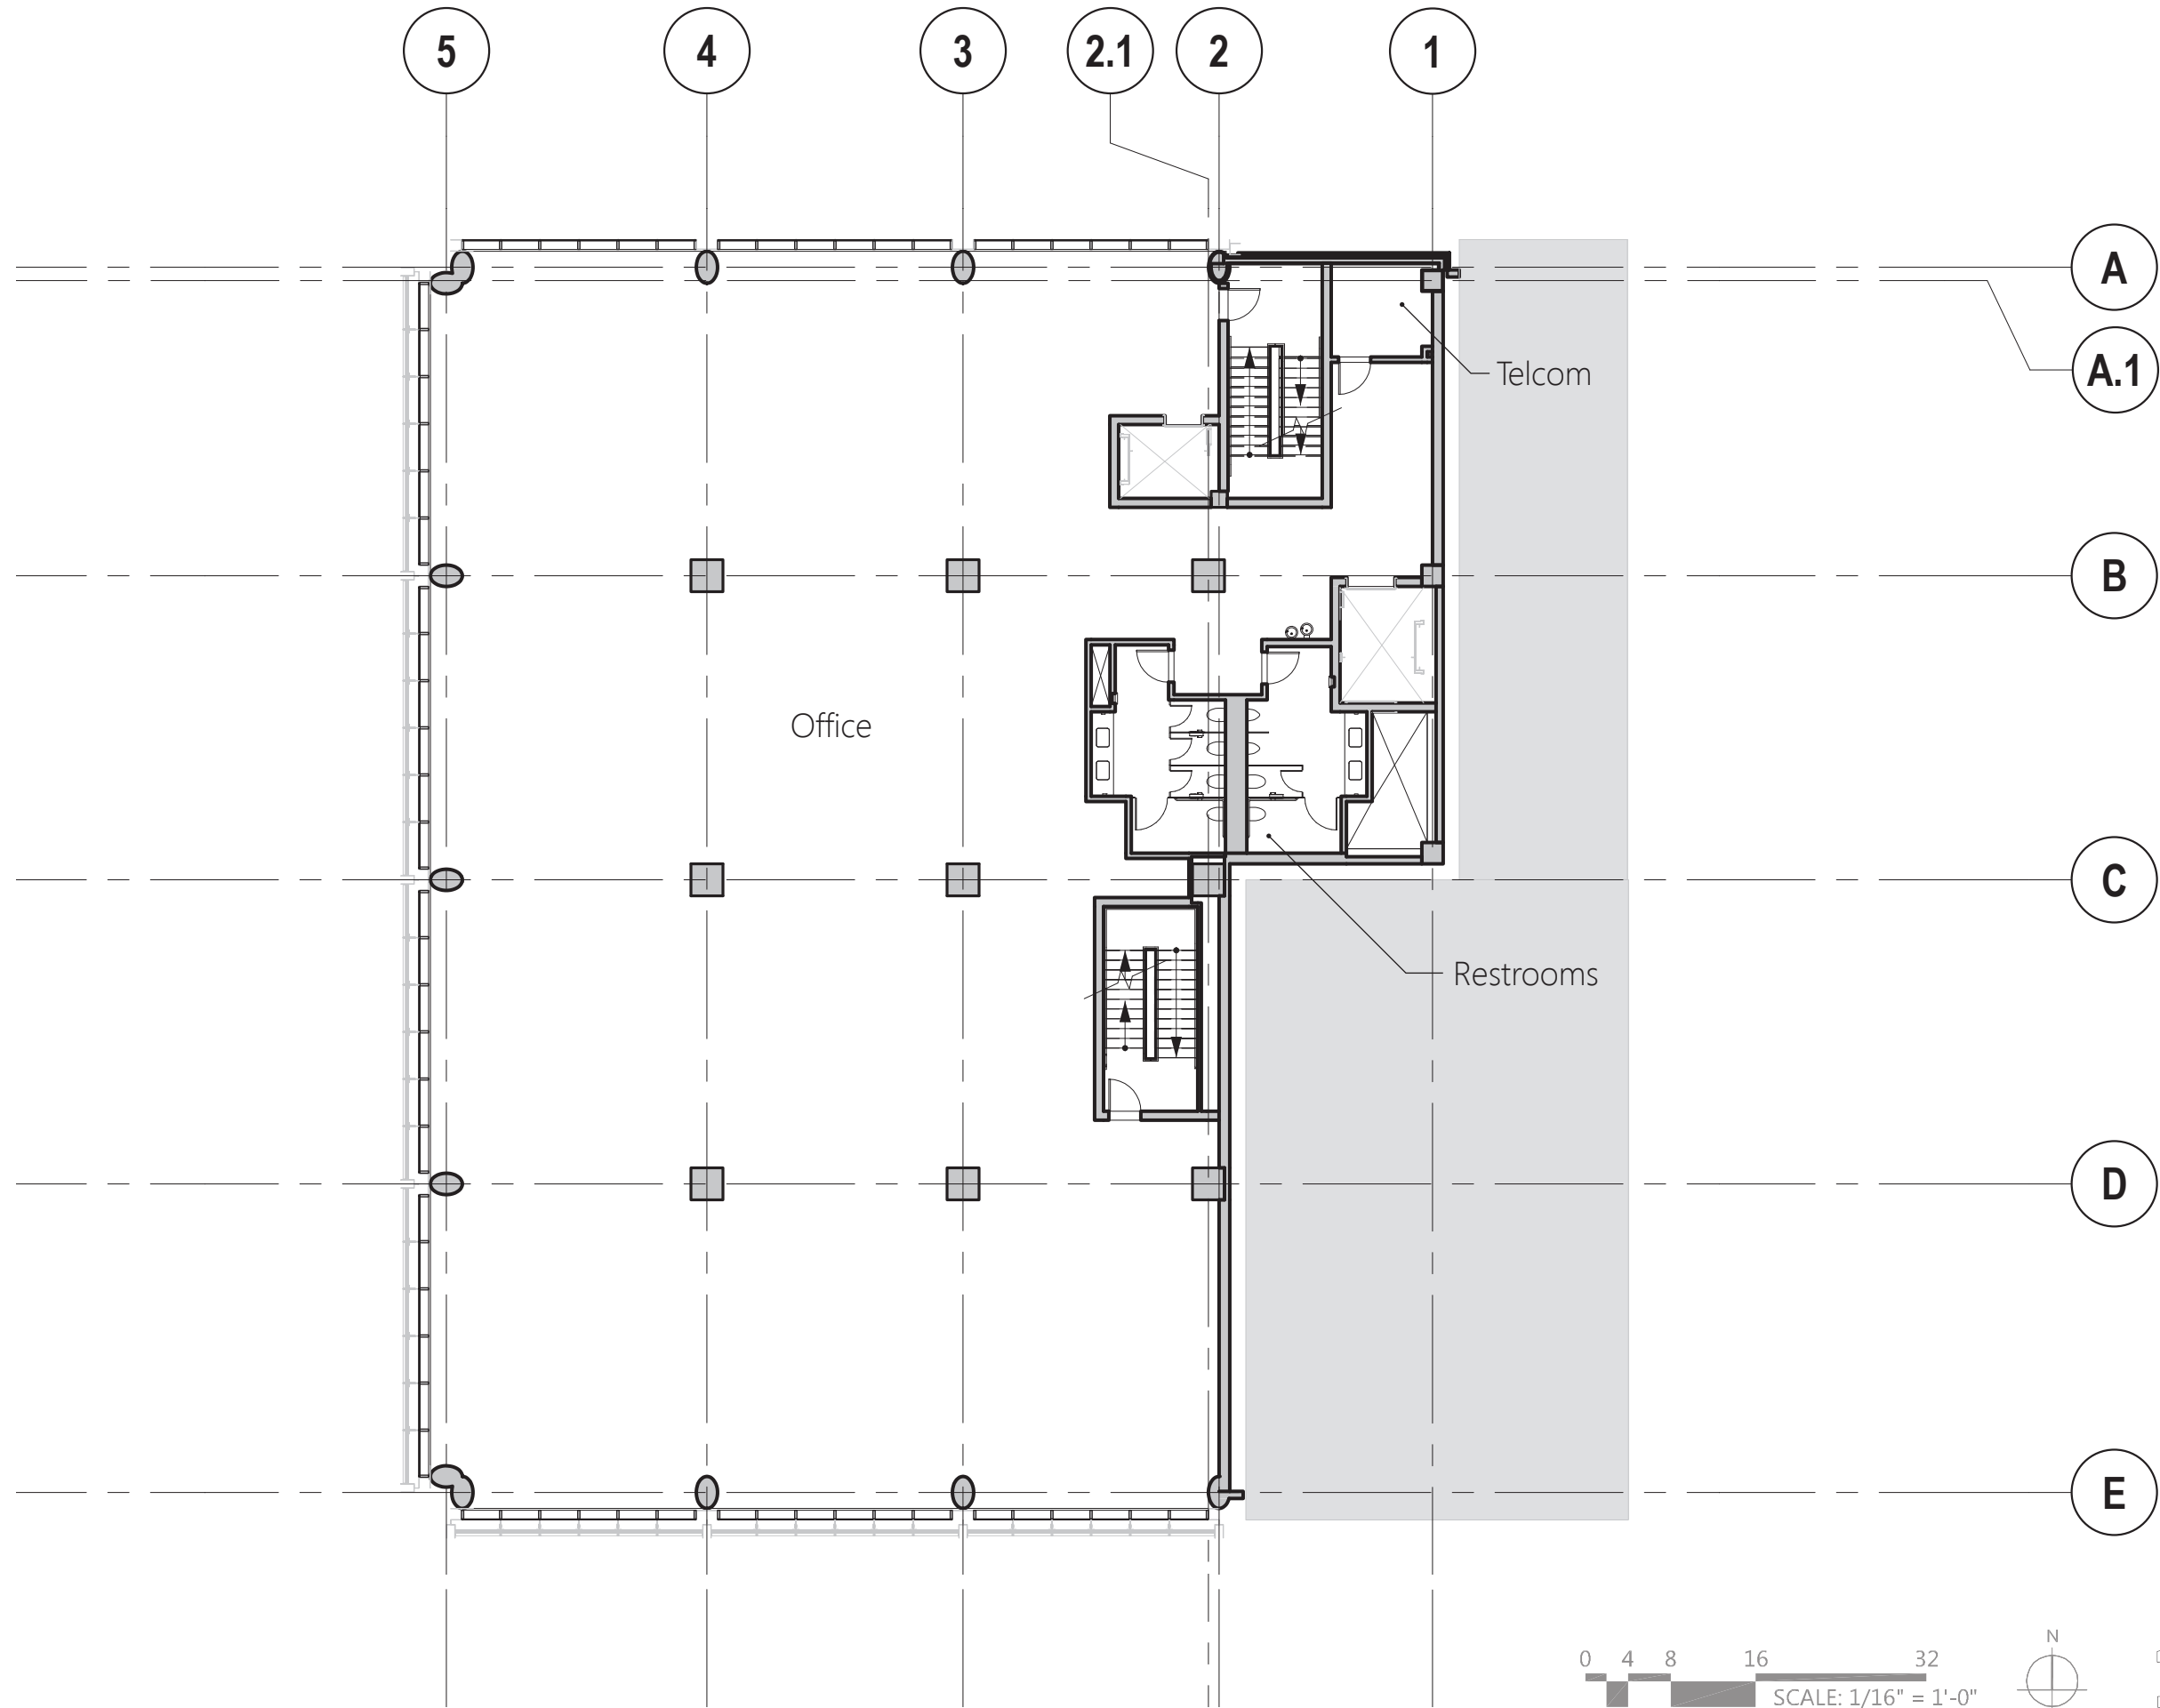 5 4 3 2.1 2 1
A
A.1
Telcom
B
Office
C
Restrooms
D
E
N
0 4 8 16 32
SCALE: 1/16" = 1'-0"